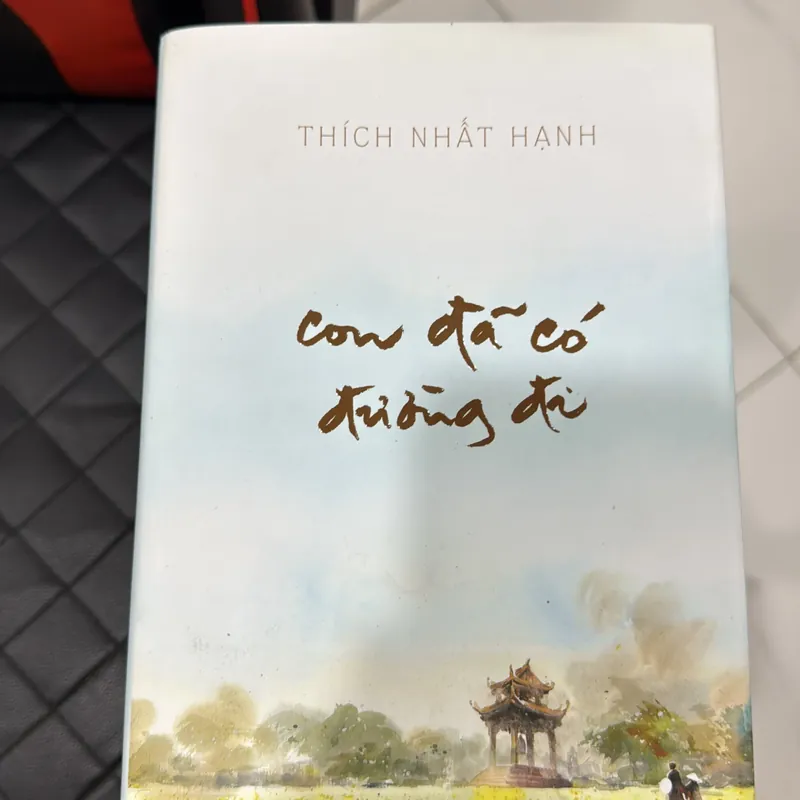 THÍCH NHẤT HẠNH
con đã có
đường đi